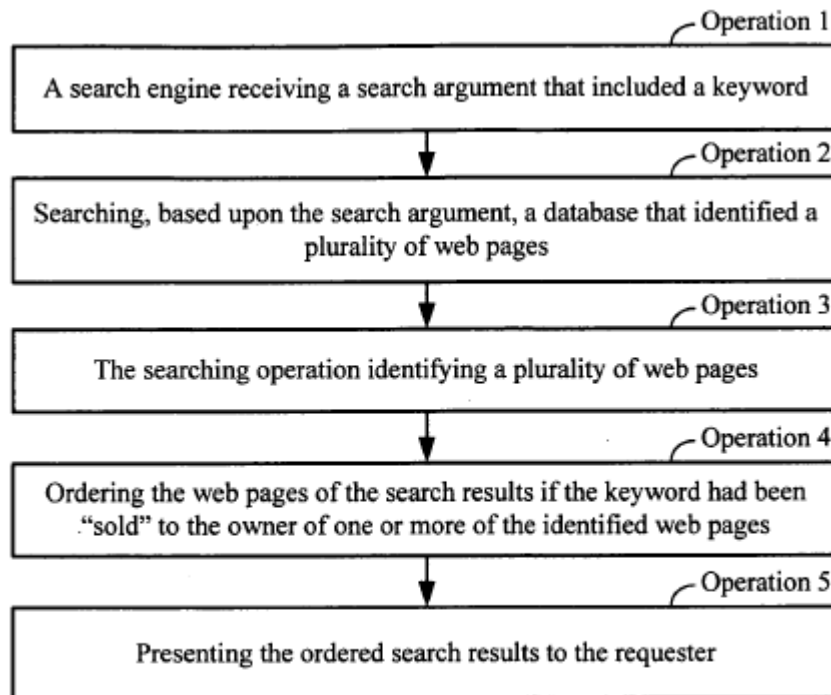 Operation 1
A search engine receiving a search argument that included a keyword
Operation 2
Searching, based upon the search argument, a database that identified a
plurality of web pages
Operation 3
The searching operation identifying a plurality of web pages
Operation 4
Ordering the web pages of the search results if the keyword had been
“sold” to the owner of one or more of the identified web pages
Operation 5
Presenting the ordered search results to the requester